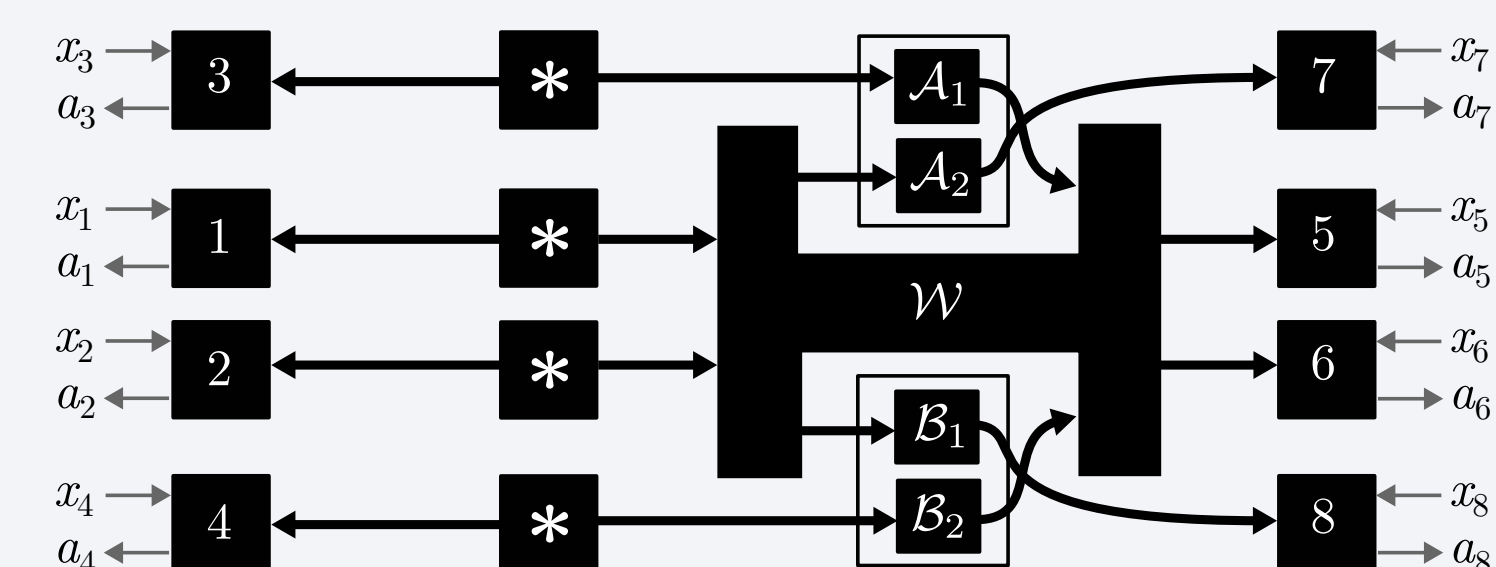 x₃ 3 * 𝒜₁ 7 x₇
a₃ a₇
𝒜₂
x₁ 1 * 5 x₅
a₁ a₅
𝒲
x₂ 2 * 6 x₆
a₂ a₆
ℬ₁
x₄ 4 * ℬ₂ 8 x₈
a₄ a₈